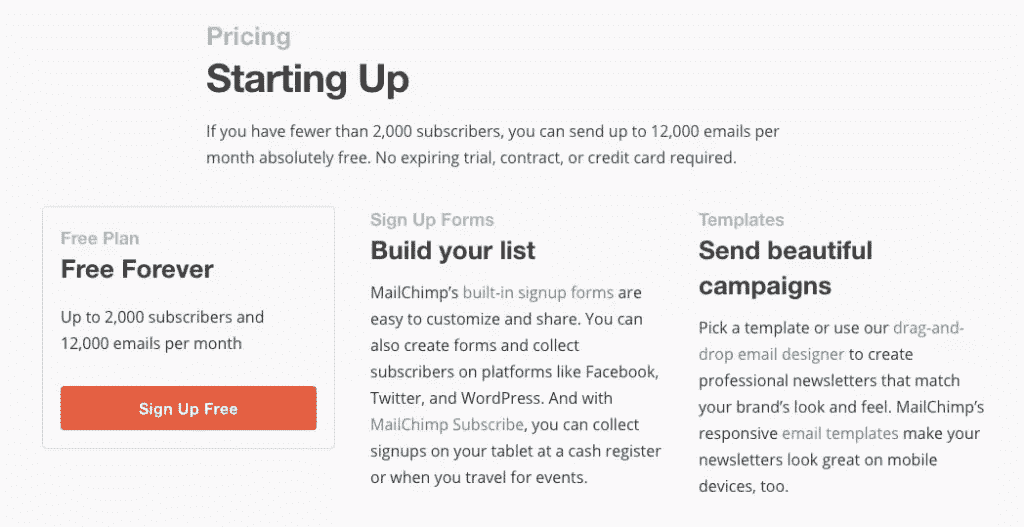 Pricing
Starting Up
If you have fewer than 2,000 subscribers, you can send up to 12,000 emails per
month absolutely free. No expiring trial, contract, or credit card required.
Free Plan
Free Forever
Up to 2,000 subscribers and
12,000 emails per month
Sign Up Free
Sign Up Forms
Build your list
MailChimp’s built-in signup forms are
easy to customize and share. You can
also create forms and collect
subscribers on platforms like Facebook,
Twitter, and WordPress. And with
MailChimp Subscribe, you can collect
signups on your tablet at a cash register
or when you travel for events.
Templates
Send beautiful
campaigns
Pick a template or use our drag-and-
drop email designer to create
professional newsletters that match
your brand’s look and feel. MailChimp’s
responsive email templates make your
newsletters look great on mobile
devices, too.